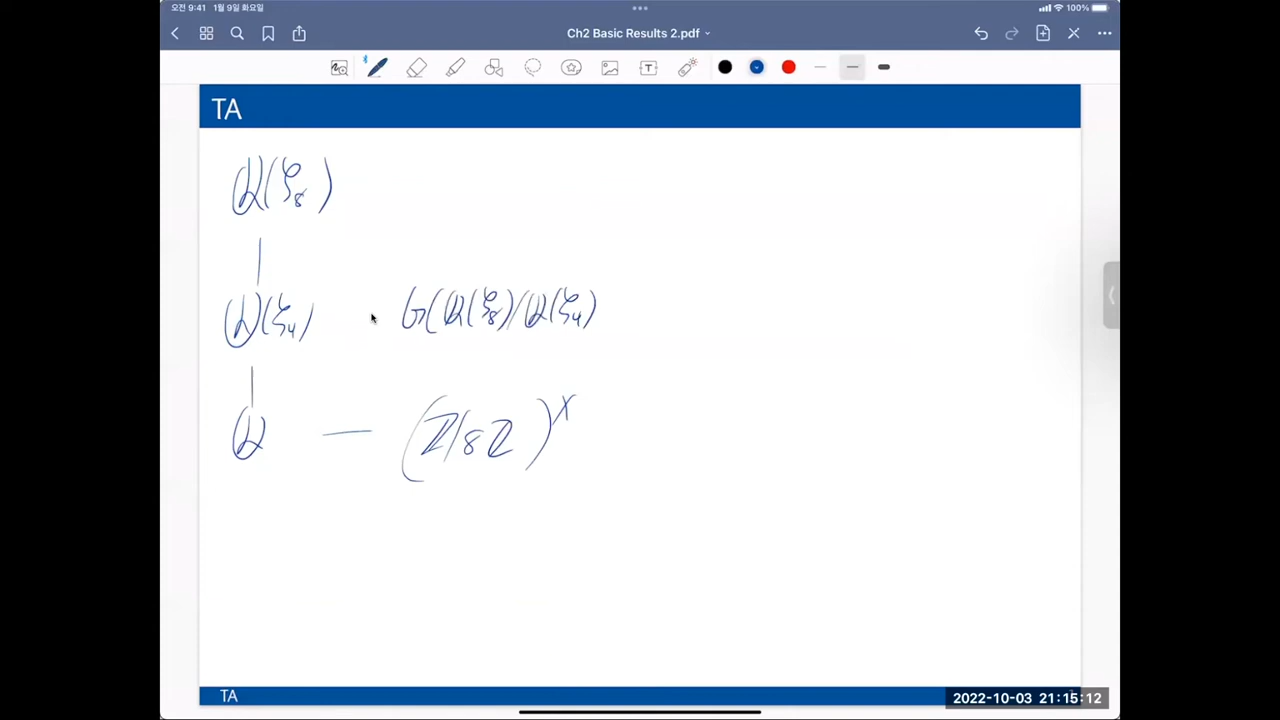 오전 9:41 1월 9일 화요일
100%
Ch2 Basic Results 2.pdf
TA
ℚ(ζ₈)
ℚ(ζ₄) G(ℚ(ζ₈)/ℚ(ζ₄)
ℚ — (ℤ/8ℤ)^×
TA
2022-10-03 21:15:12